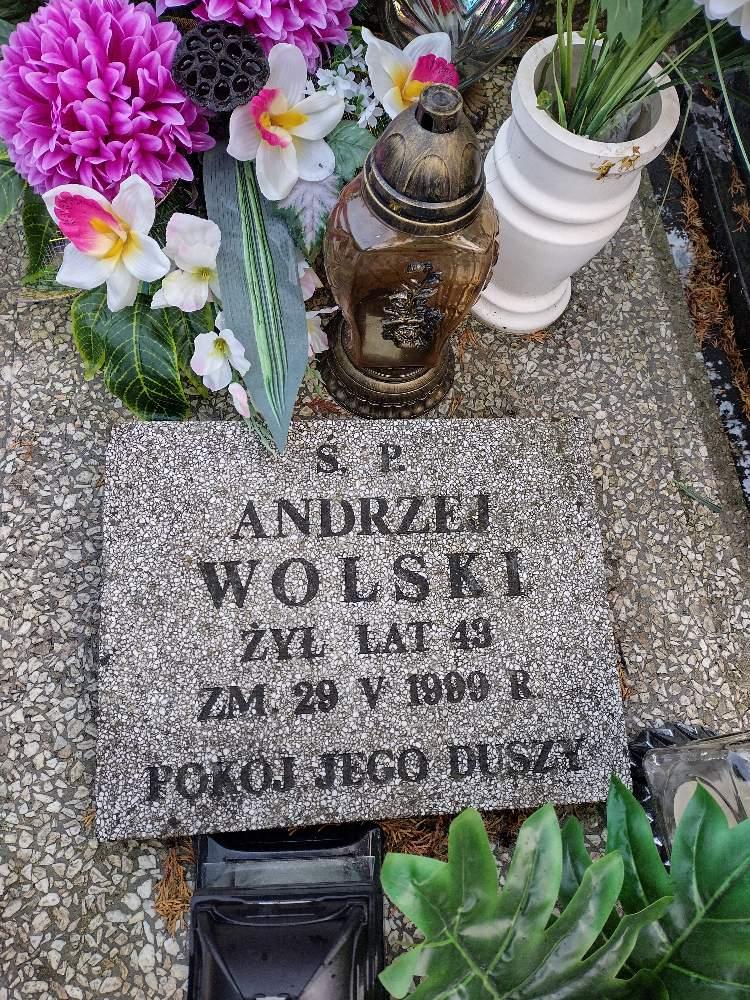 Ś. P.
ANDRZEJ
WOLSKI
ŻYŁ LAT 43
ZM. 29 V 1999 R
POKÓJ JEGO DUSZY